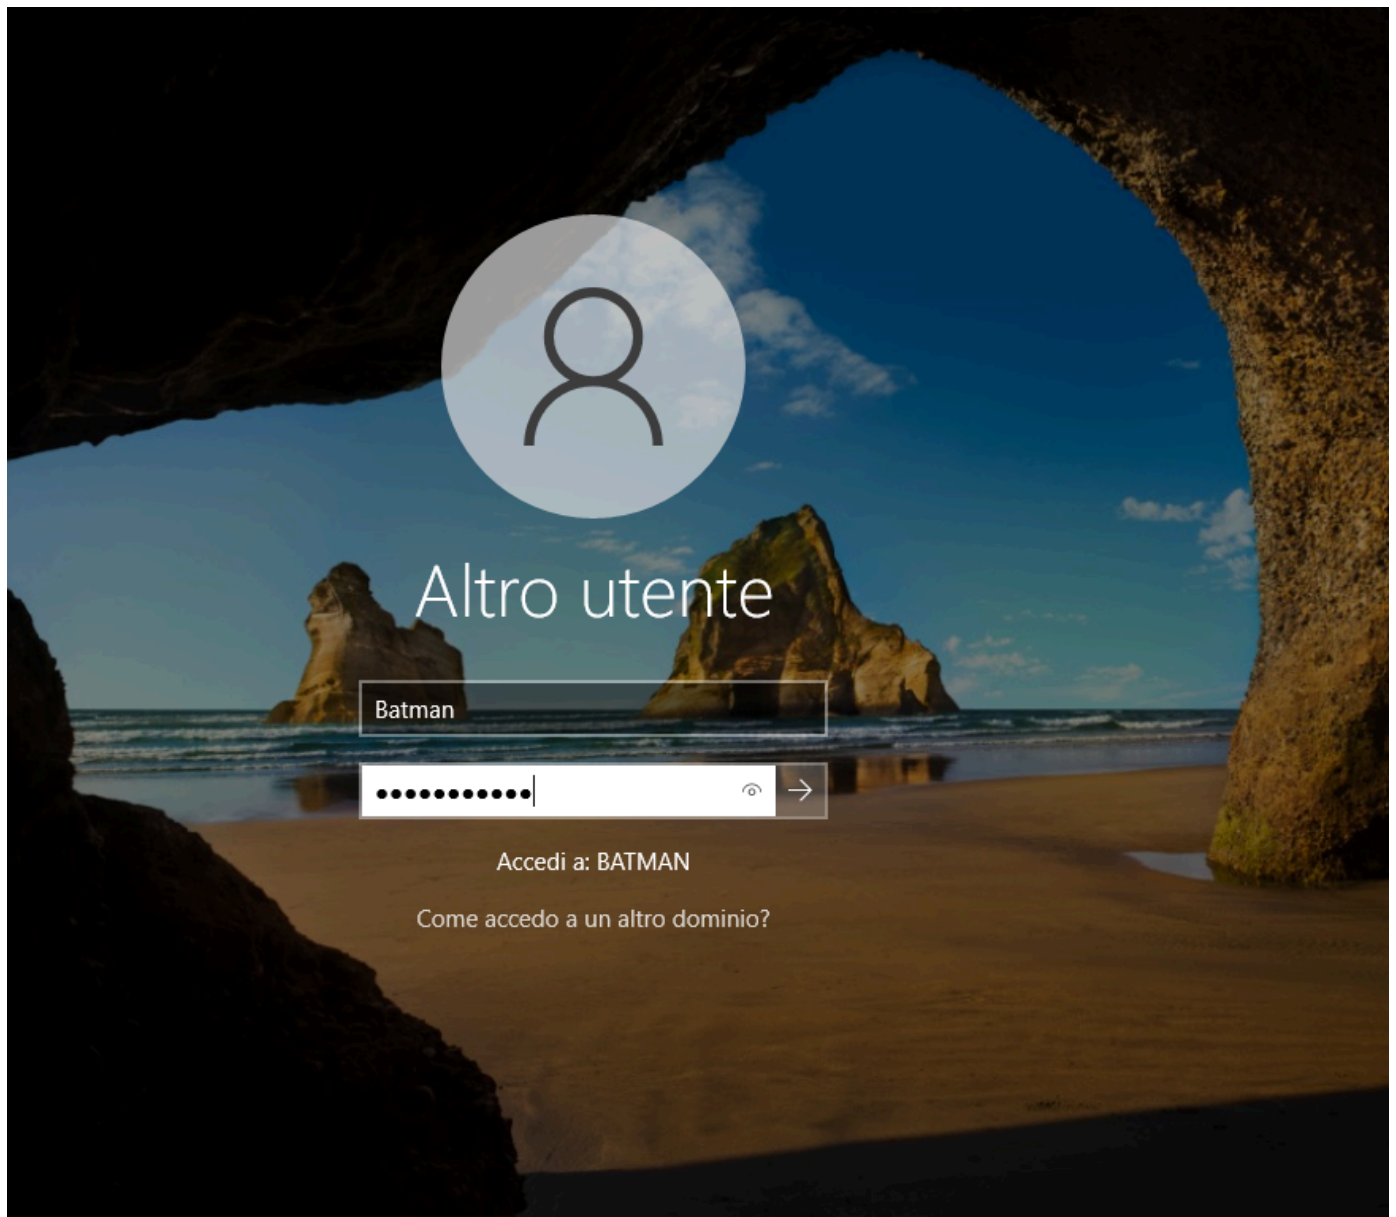 Altro utente
Batman
●●●●●●●●●●●
Accedi a: BATMAN
Come accedo a un altro dominio?